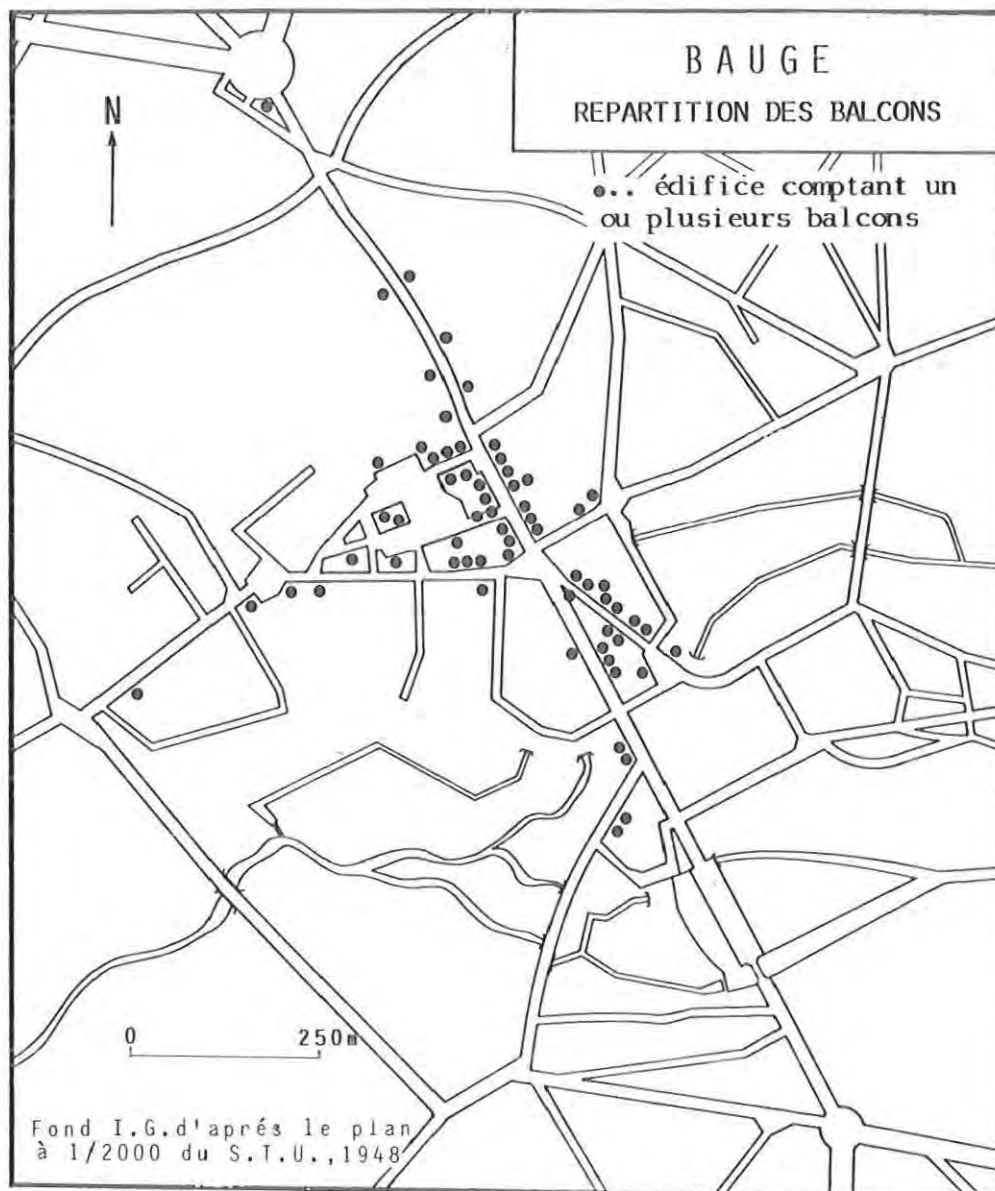 BAUGE
REPARTITION DES BALCONS
N
●.. édifice comptant un
ou plusieurs balcons
0 250m
Fond I.G.d'aprés le plan
à 1/2000 du S.T.U.,1948